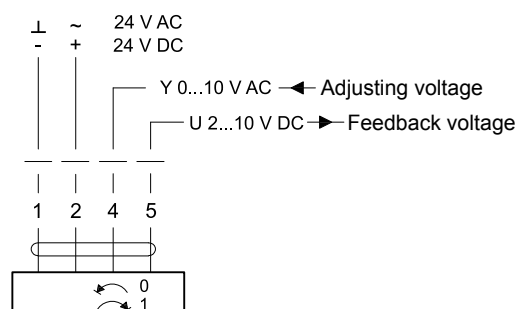 ⊥ ~ 24 V AC
- + 24 V DC
Y 0...10 V AC Adjusting voltage
U 2...10 V DC Feedback voltage
1 2 4 5
0
1